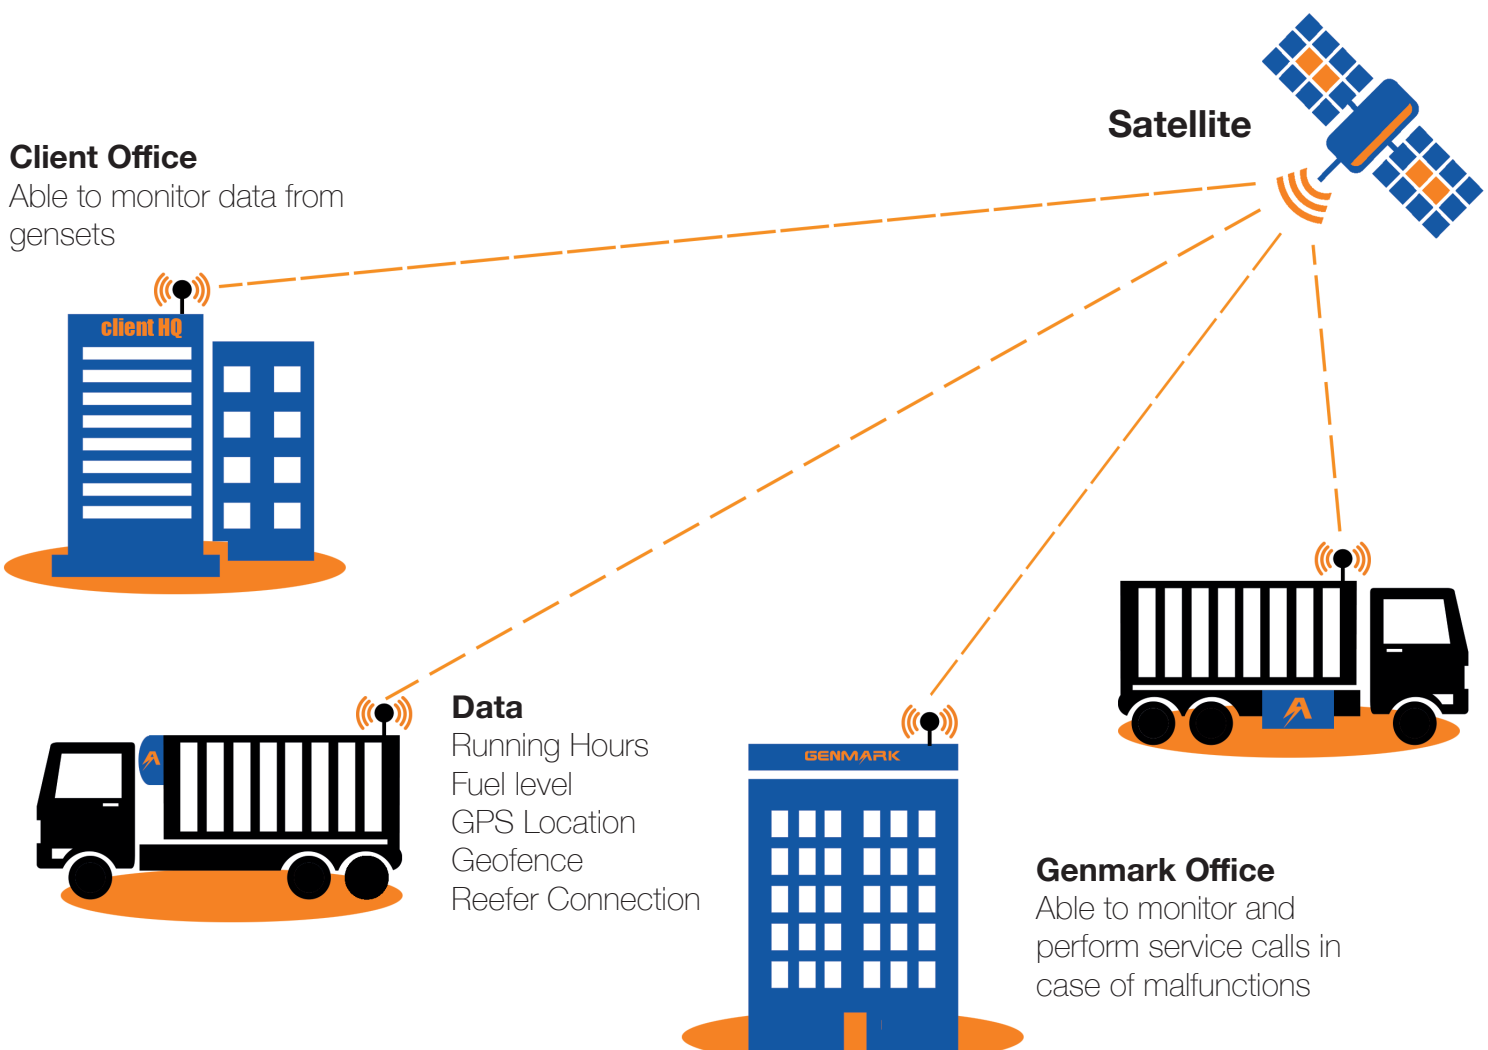 Satellite
Client Office
Able to monitor data from
gensets
client HQ
Data
Running Hours
Fuel level
GPS Location
Geofence
Reefer Connection
GENMARK
Genmark Office
Able to monitor and
perform service calls in
case of malfunctions
A
A